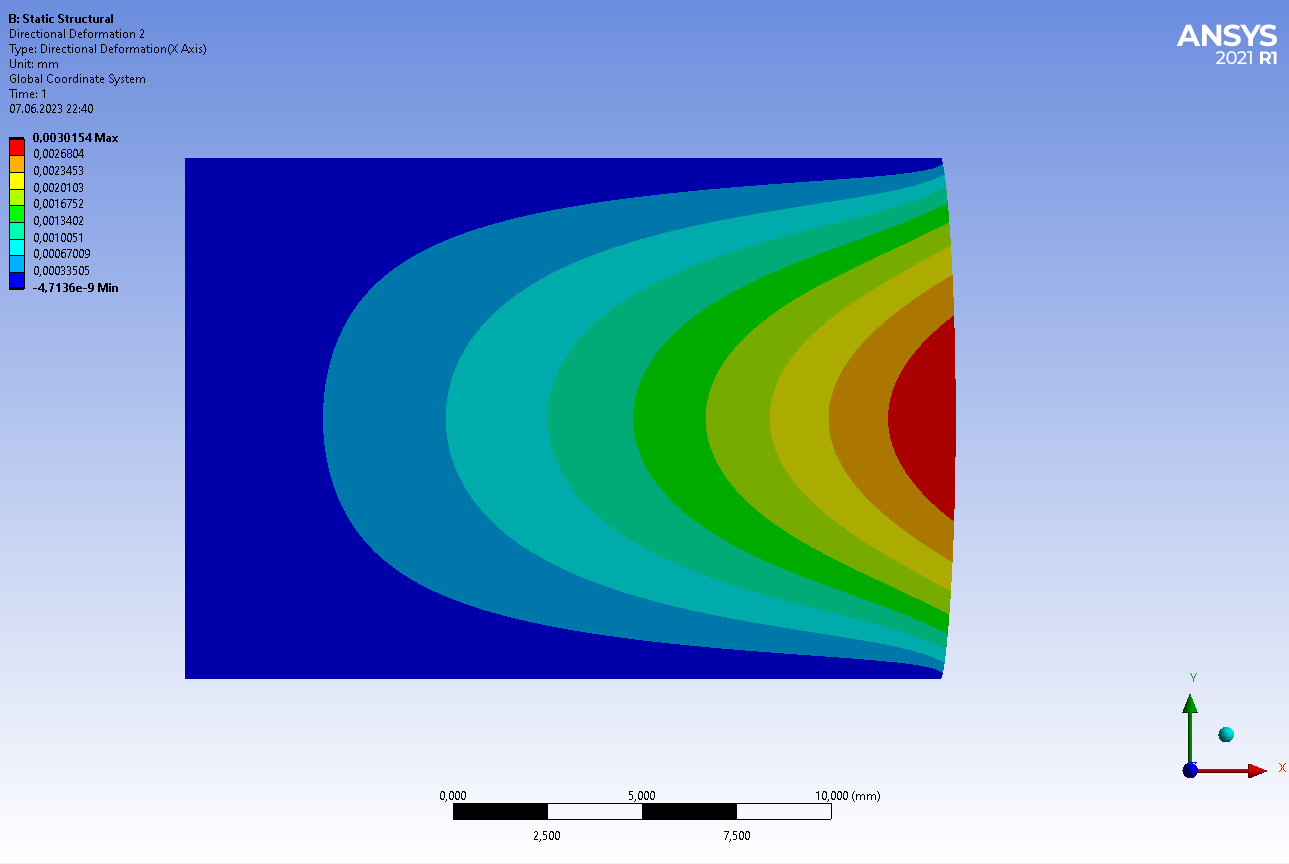 B: Static Structural
Directional Deformation 2
Type: Directional Deformation(X Axis)
Unit: mm
Global Coordinate System
Time: 1
07.06.2023 22:40
ANSYS
2021 R1
0,0030154 Max
0,0026804
0,0023453
0,0020103
0,0016752
0,0013402
0,0010051
0,00067009
0,00033505
-4,7136e-9 Min
Y
X
0,000 5,000 10,000 (mm)
2,500 7,500